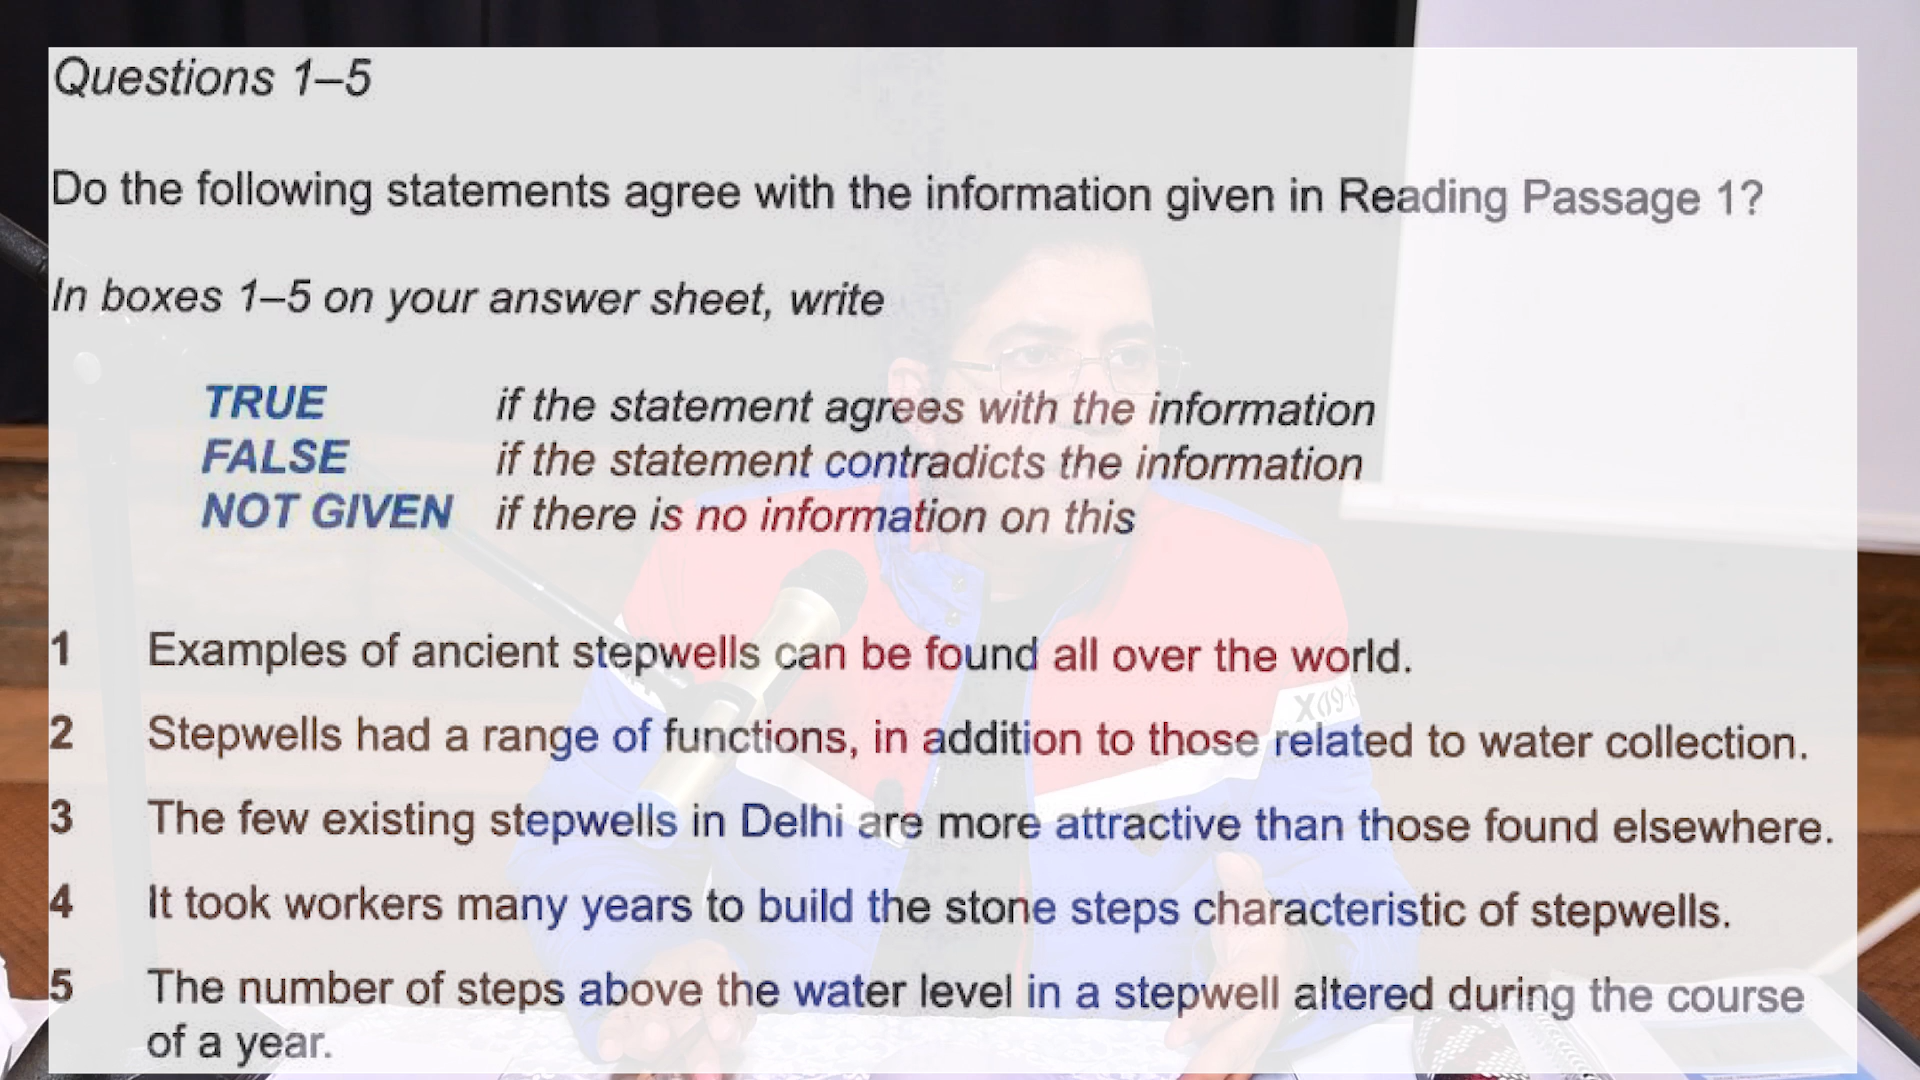 Questions 1–5
Do the following statements agree with the information given in Reading Passage 1?
In boxes 1–5 on your answer sheet, write
TRUE if the statement agrees with the information
FALSE if the statement contradicts the information
NOT GIVEN if there is no information on this
1 Examples of ancient stepwells can be found all over the world.
2 Stepwells had a range of functions, in addition to those related to water collection.
3 The few existing stepwells in Delhi are more attractive than those found elsewhere.
4 It took workers many years to build the stone steps characteristic of stepwells.
5 The number of steps above the water level in a stepwell altered during the course
of a year.